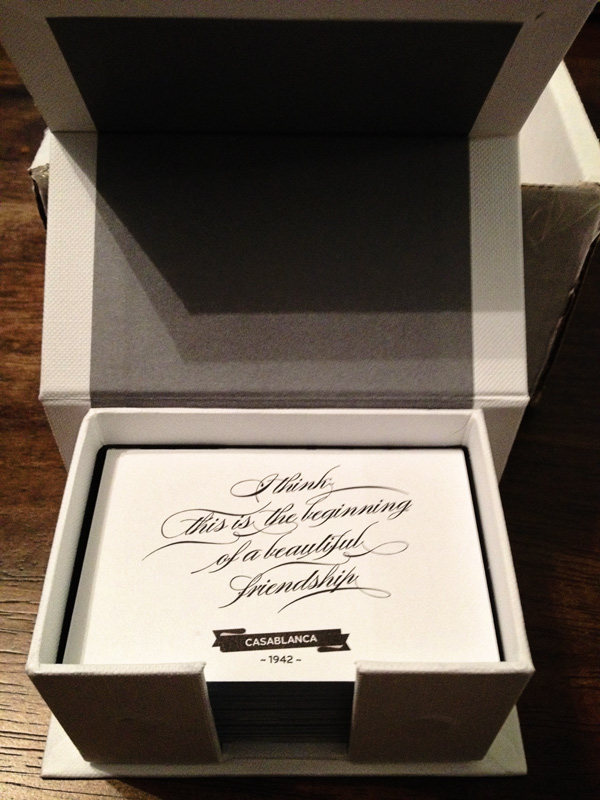 I think
this is the beginning
of a beautiful
friendship
CASABLANCA
- 1942 -